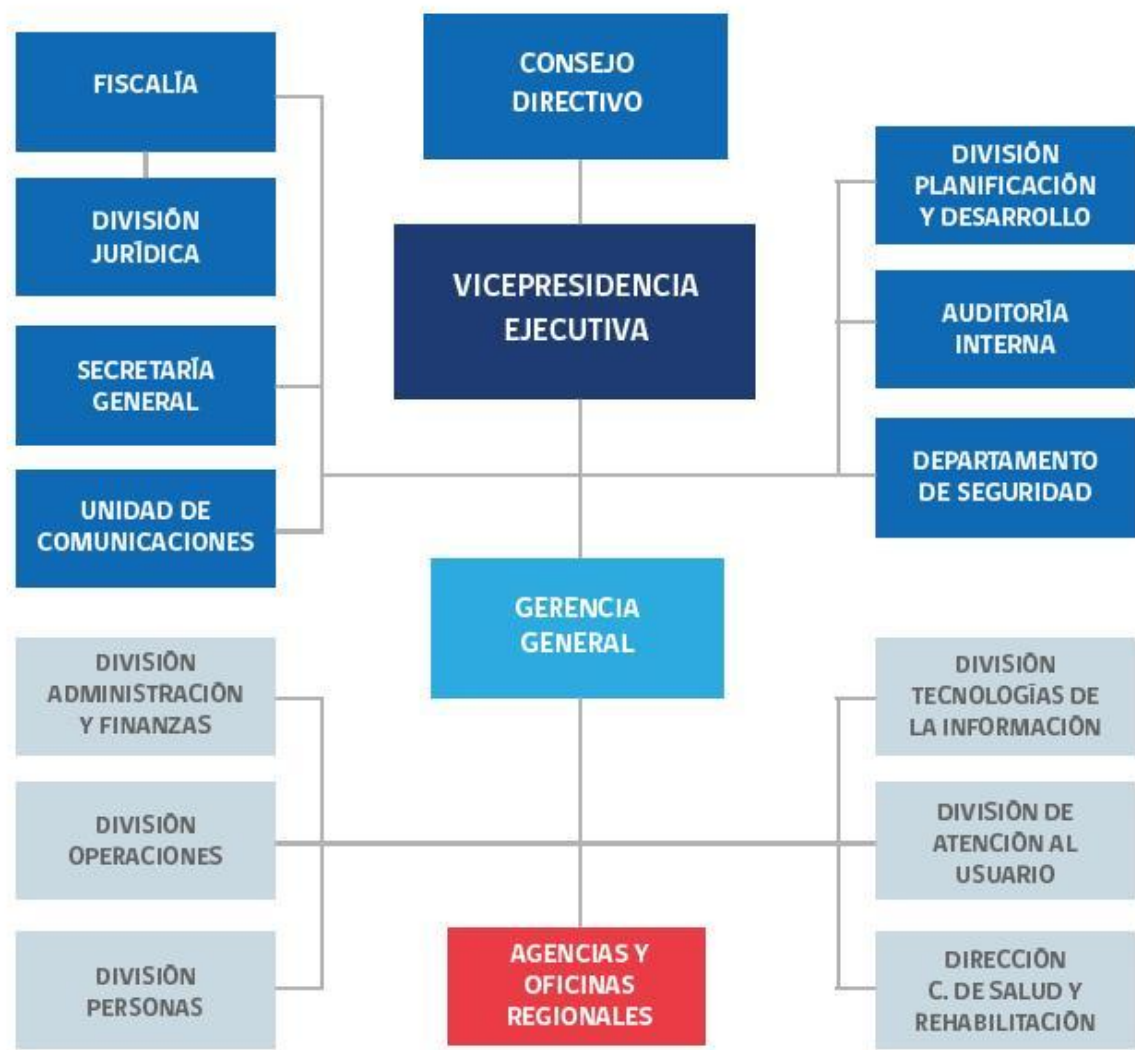 FISCALÍA
CONSEJO
DIRECTIVO
DIVISIÓN
PLANIFICACIÓN
Y DESARROLLO
DIVISIÓN
JURÍDICA
VICEPRESIDENCIA
EJECUTIVA
AUDITORÍA
INTERNA
SECRETARÍA
GENERAL
DEPARTAMENTO
DE SEGURIDAD
UNIDAD DE
COMUNICACIONES
GERENCIA
GENERAL
DIVISIÓN
ADMINISTRACIÓN
Y FINANZAS
DIVISIÓN
TECNOLOGÍAS DE
LA INFORMACIÓN
DIVISIÓN
OPERACIONES
DIVISIÓN DE
ATENCIÓN AL
USUARIO
DIVISIÓN
PERSONAS
AGENCIAS Y
OFICINAS
REGIONALES
DIRECCIÓN
C. DE SALUD Y
REHABILITACIÓN